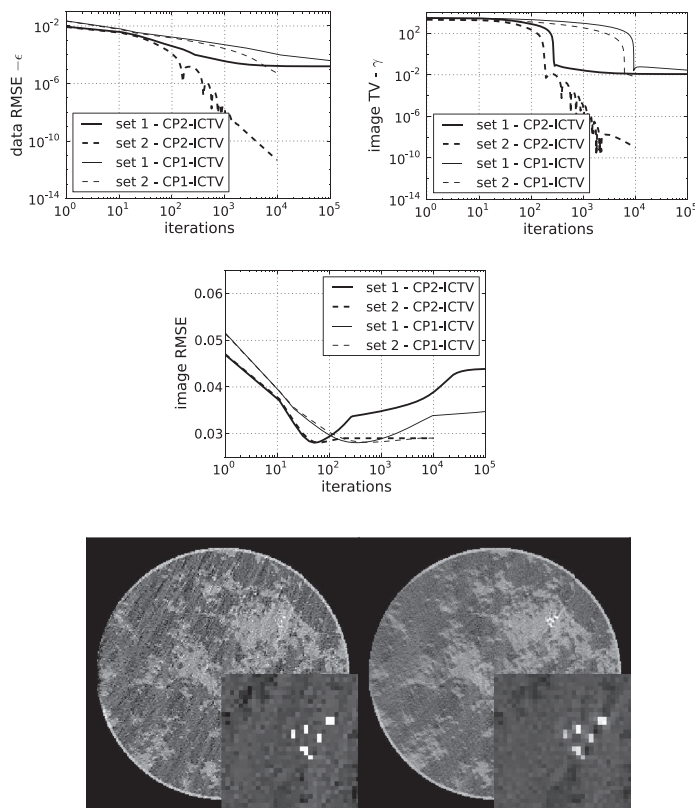 data RMSE −ϵ
10^-2
10^-6
10^-10
10^-14
set 1 - CP2-ICTV
set 2 - CP2-ICTV
set 1 - CP1-ICTV
set 2 - CP1-ICTV
10^0 10^1 10^2 10^3 10^4 10^5
iterations
image TV - γ
10^2
10^-2
10^-6
10^-10
10^-14
set 1 - CP2-ICTV
set 2 - CP2-ICTV
set 1 - CP1-ICTV
set 2 - CP1-ICTV
10^0 10^1 10^2 10^3 10^4 10^5
iterations
image RMSE
0.06
0.05
0.04
0.03
set 1 - CP2-ICTV
set 2 - CP2-ICTV
set 1 - CP1-ICTV
set 2 - CP1-ICTV
10^0 10^1 10^2 10^3 10^4 10^5
iterations